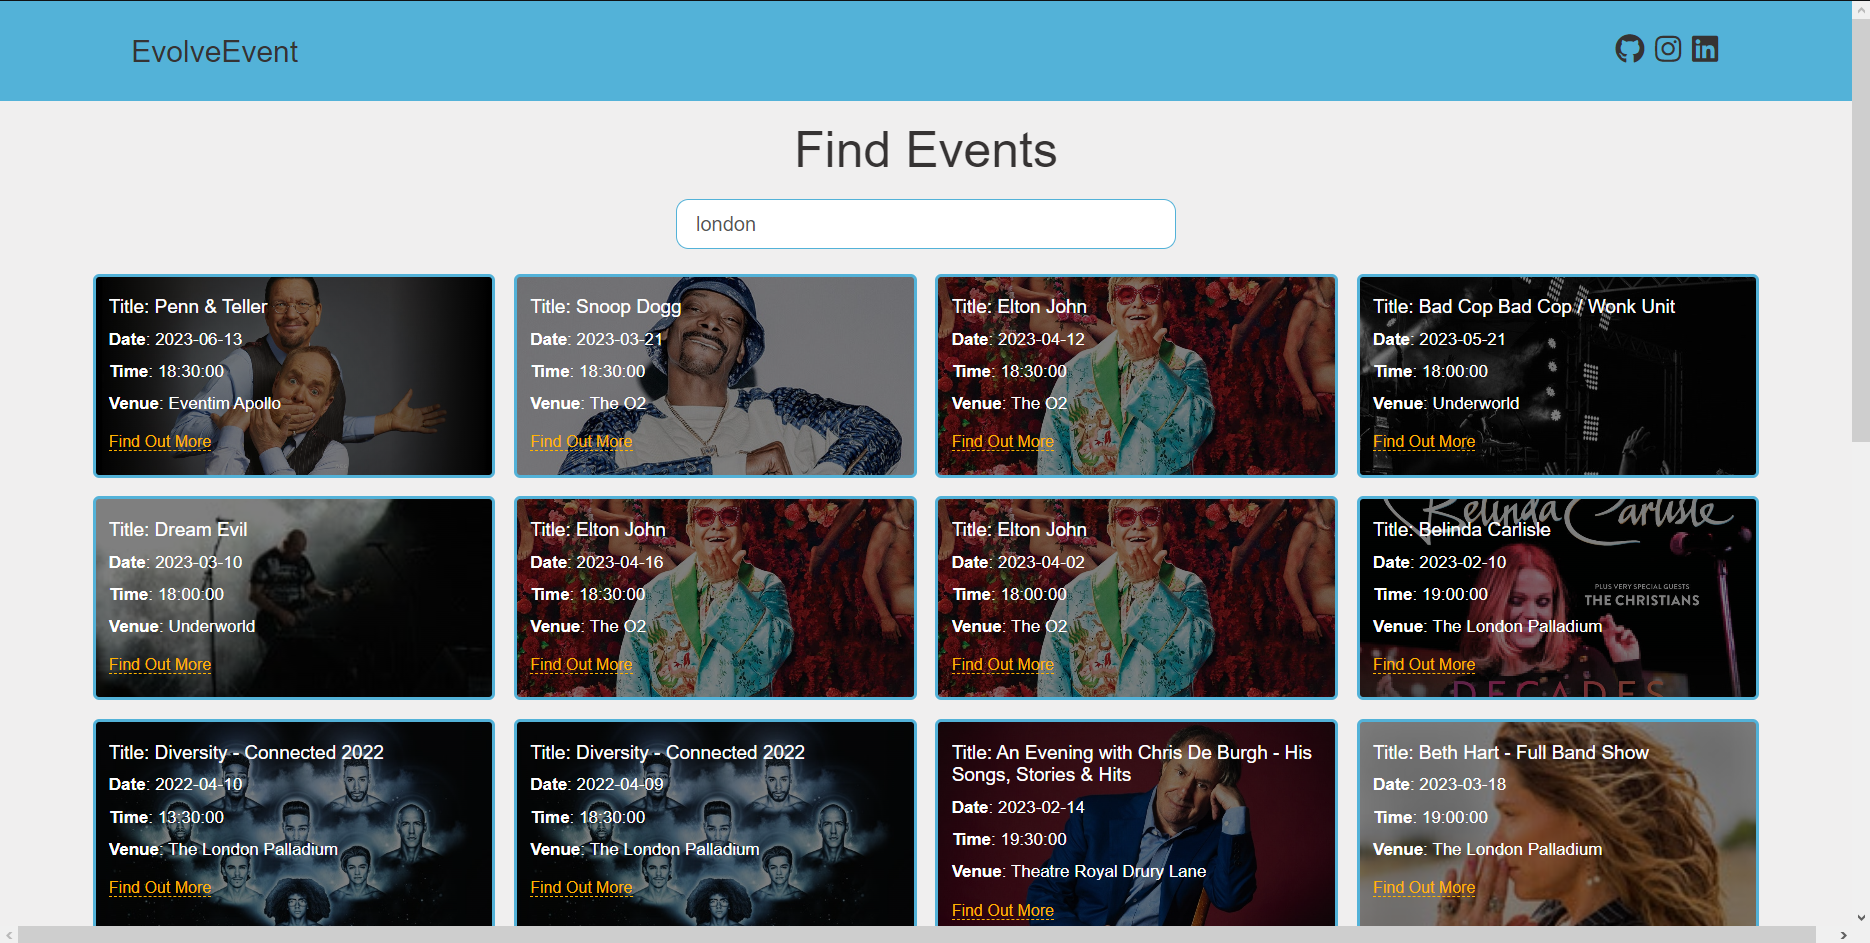 EvolveEvent
Find Events
london
Title: Penn & Teller
Date: 2023-06-13
Time: 18:30:00
Venue: Eventim Apollo
Find Out More
Title: Snoop Dogg
Date: 2023-03-21
Time: 18:30:00
Venue: The O2
Find Out More
Title: Elton John
Date: 2023-04-12
Time: 18:30:00
Venue: The O2
Find Out More
Title: Bad Cop Bad Cop / Wonk Unit
Date: 2023-05-21
Time: 18:00:00
Venue: Underworld
Find Out More
Title: Dream Evil
Date: 2023-03-10
Time: 18:00:00
Venue: Underworld
Find Out More
Title: Elton John
Date: 2023-04-16
Time: 18:30:00
Venue: The O2
Find Out More
Title: Elton John
Date: 2023-04-02
Time: 18:00:00
Venue: The O2
Find Out More
Belinda Carlisle
Title: Belinda Carlisle
Date: 2023-02-10
PLUS VERY SPECIAL GUESTS
THE CHRISTIANS
Time: 19:00:00
Venue: The London Palladium
Find Out More
DECADES
Title: Diversity - Connected 2022
Date: 2022-04-10
Time: 13:30:00
Venue: The London Palladium
Find Out More
Title: Diversity - Connected 2022
Date: 2022-04-09
Time: 18:30:00
Venue: The London Palladium
Find Out More
Title: An Evening with Chris De Burgh - His
Songs, Stories & Hits
Date: 2023-02-14
Time: 19:30:00
Venue: Theatre Royal Drury Lane
Find Out More
Title: Beth Hart - Full Band Show
Date: 2023-03-18
Time: 19:00:00
Venue: The London Palladium
Find Out More